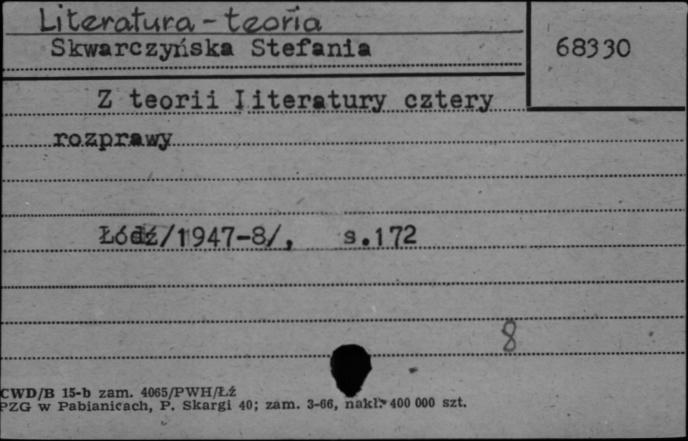 Literatura - teoria
Skwarczyńska Stefania
68330
Z teorii literatury cztery
rozprawy
Łódź/1947-8/, s.172
8
CWD/B 15-b zam. 4065/PWH/Łź
PZG w Pabianicach, P. Skargi 40; zam. 3-66, nakł. 400 000 szt.